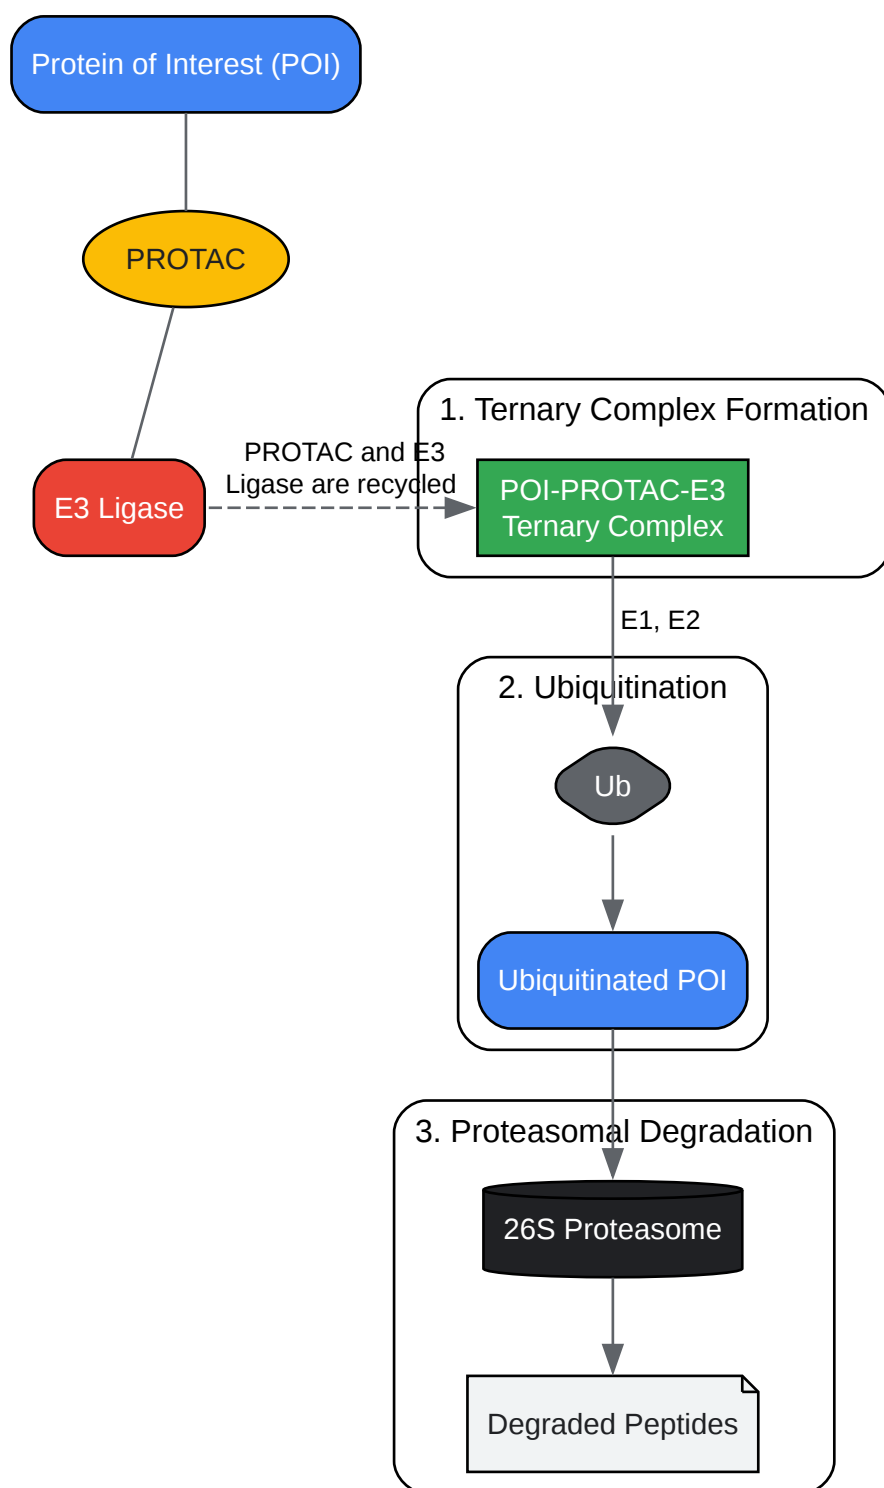 Protein of Interest (POI)
PROTAC
1. Ternary Complex Formation
PROTAC and E3
Ligase are recycled
E3 Ligase
POI-PROTAC-E3
Ternary Complex
E1, E2
2. Ubiquitination
Ub
Ubiquitinated POI
3. Proteasomal Degradation
26S Proteasome
Degraded Peptides